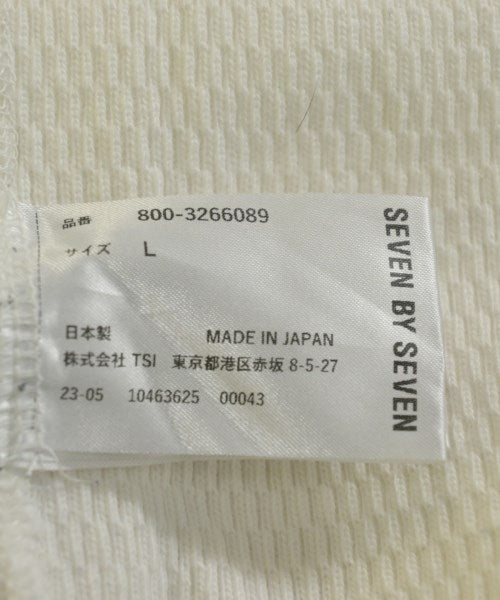 品番 800-3266089
サイズ L
日本製 MADE IN JAPAN
株式会社 TSI 東京都港区赤坂 8-5-27
23-05 10463625 00043
SEVEN BY SEVEN